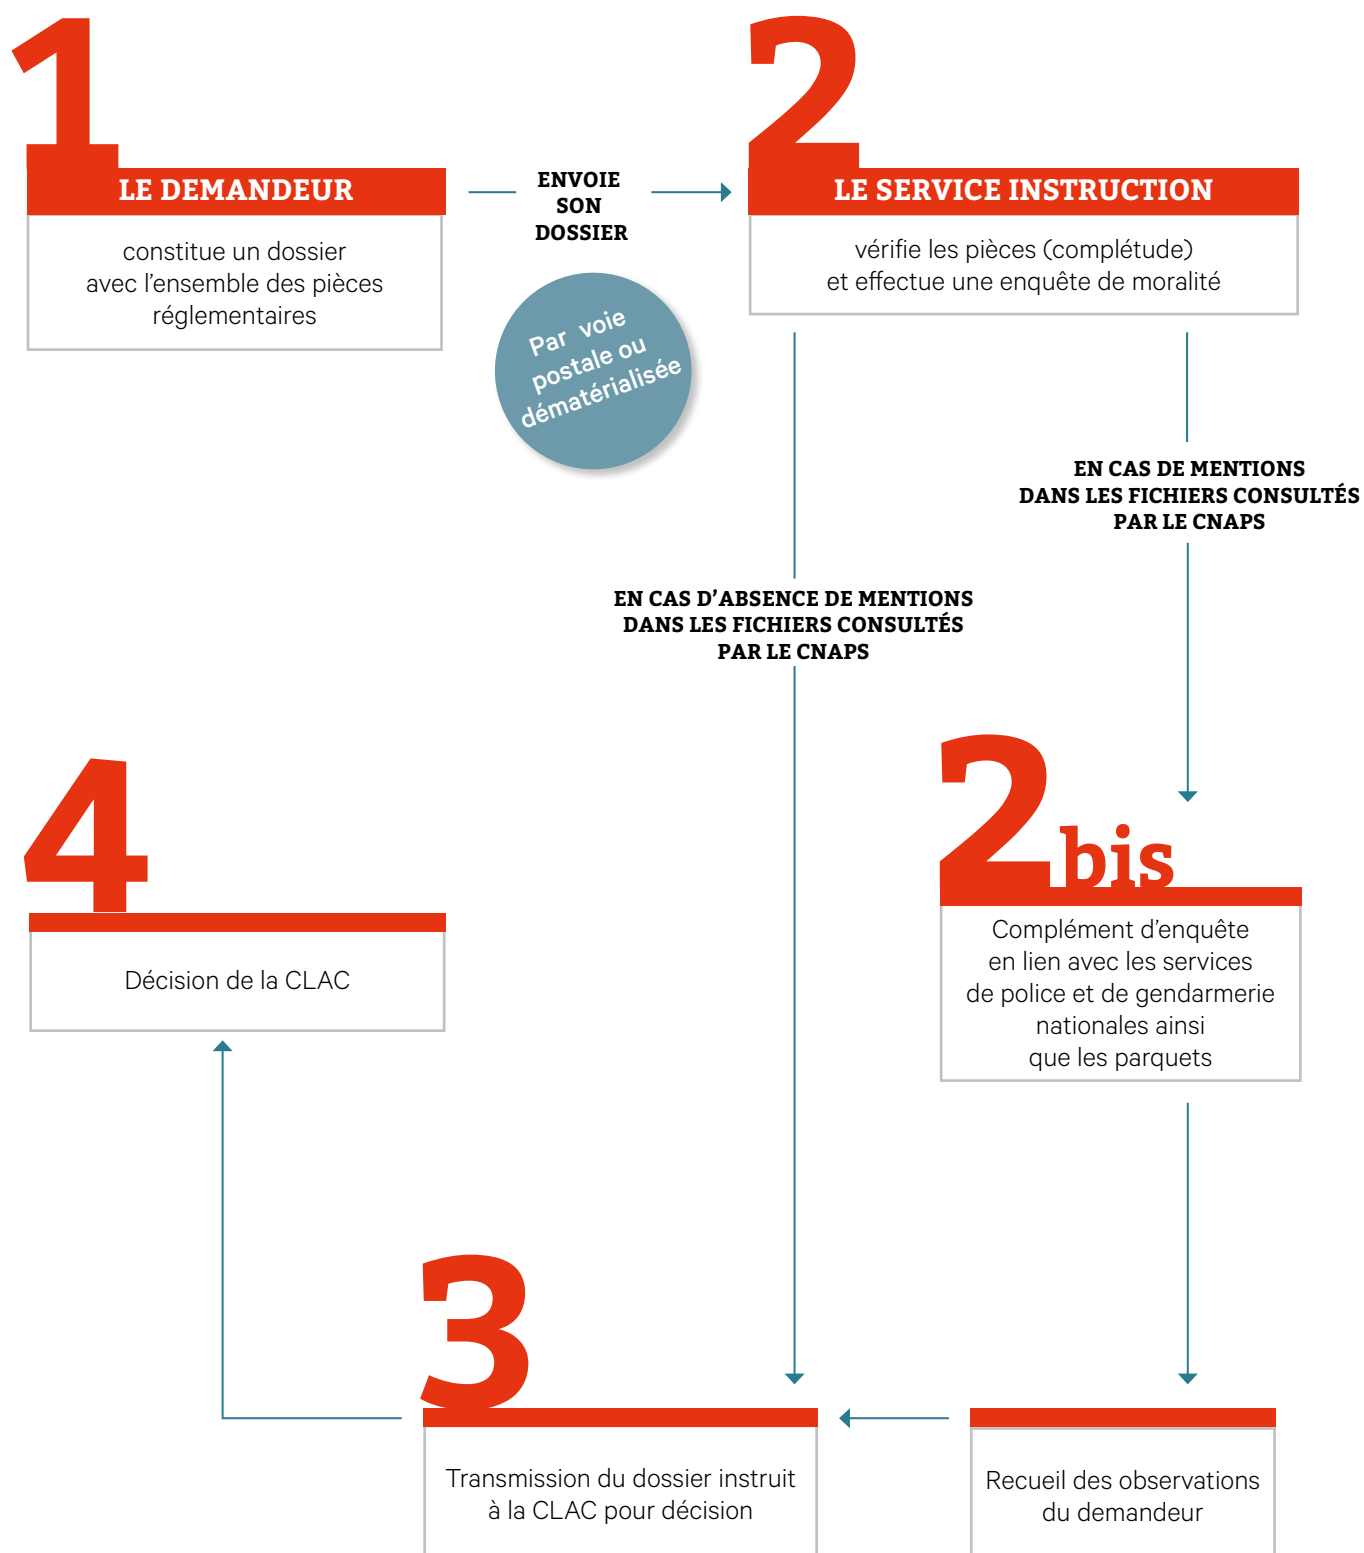 1
LE DEMANDEUR
constitue un dossier
avec l’ensemble des pièces
réglementaires
ENVOIE
SON
DOSSIER
Par voie
postale ou
dématérialisée
2
LE SERVICE INSTRUCTION
vérifie les pièces (complétude)
et effectue une enquête de moralité
EN CAS DE MENTIONS
DANS LES FICHIERS CONSULTÉS
PAR LE CNAPS
EN CAS D’ABSENCE DE MENTIONS
DANS LES FICHIERS CONSULTÉS
PAR LE CNAPS
2 bis
Complément d’enquête
en lien avec les services
de police et de gendarmerie
nationales ainsi
que les parquets
Recueil des observations
du demandeur
3
Transmission du dossier instruit
à la CLAC pour décision
4
Décision de la CLAC